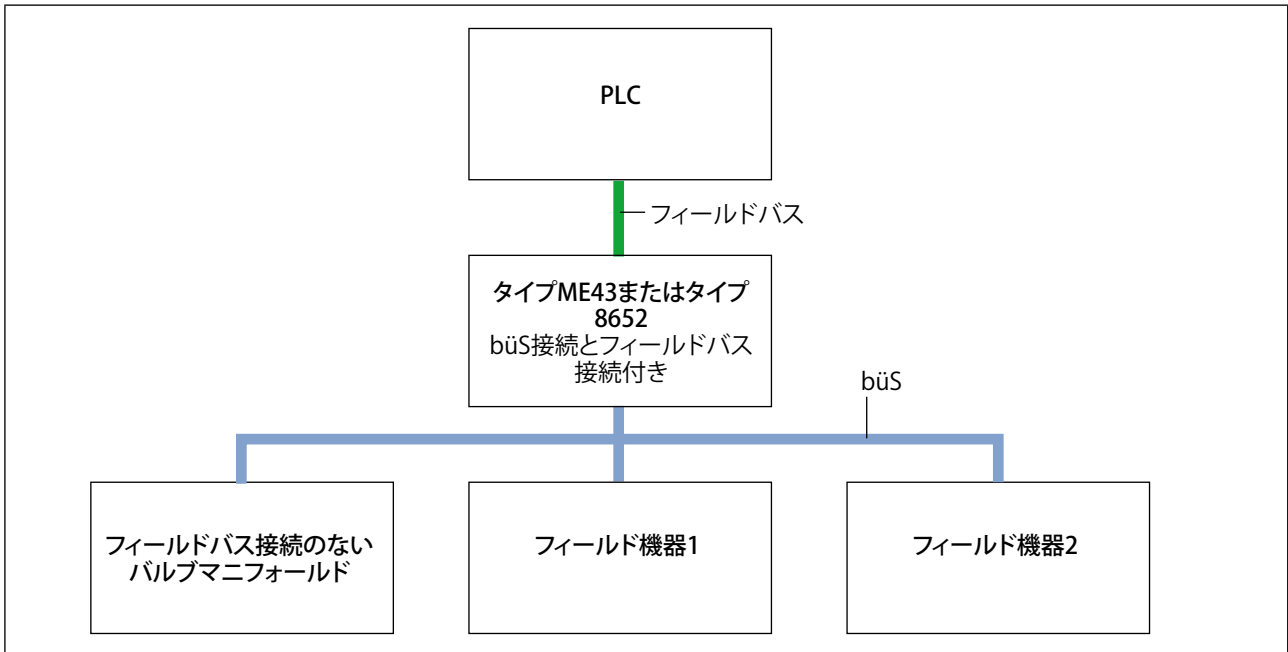 PLC
フィールドバス
タイプME43またはタイプ
8652
büS接続とフィールドバス
接続付き
büS
フィールドバス接続のない
バルブマニフォールド
フィールド機器1
フィールド機器2